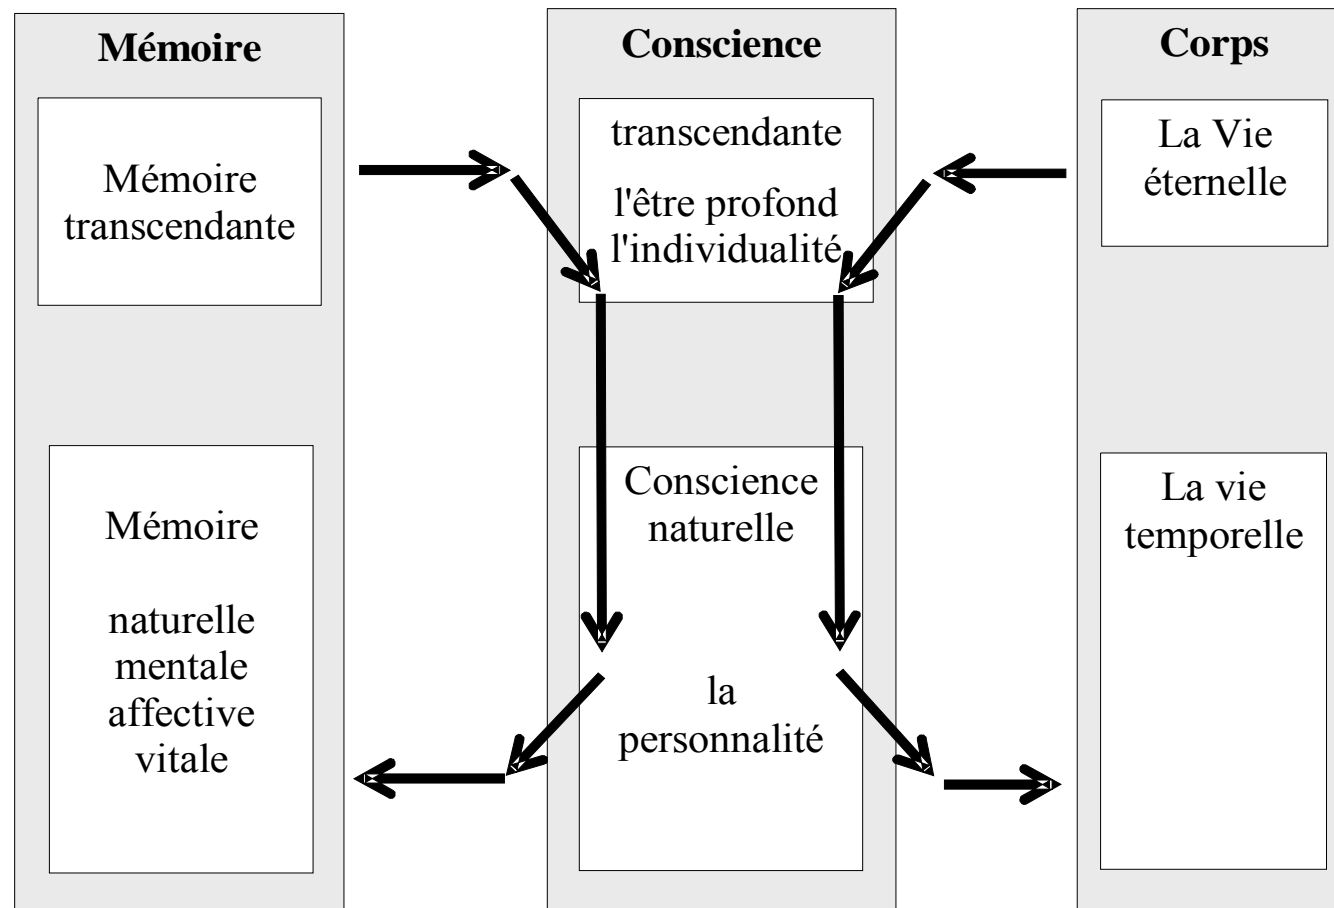 Mémoire
Mémoire
transcendante
Mémoire
naturelle
mentale
affective
vitale
Conscience
transcendante
l'être profond
l'individualité
Conscience
naturelle
la
personnalité
Corps
La Vie
éternelle
La vie
temporelle